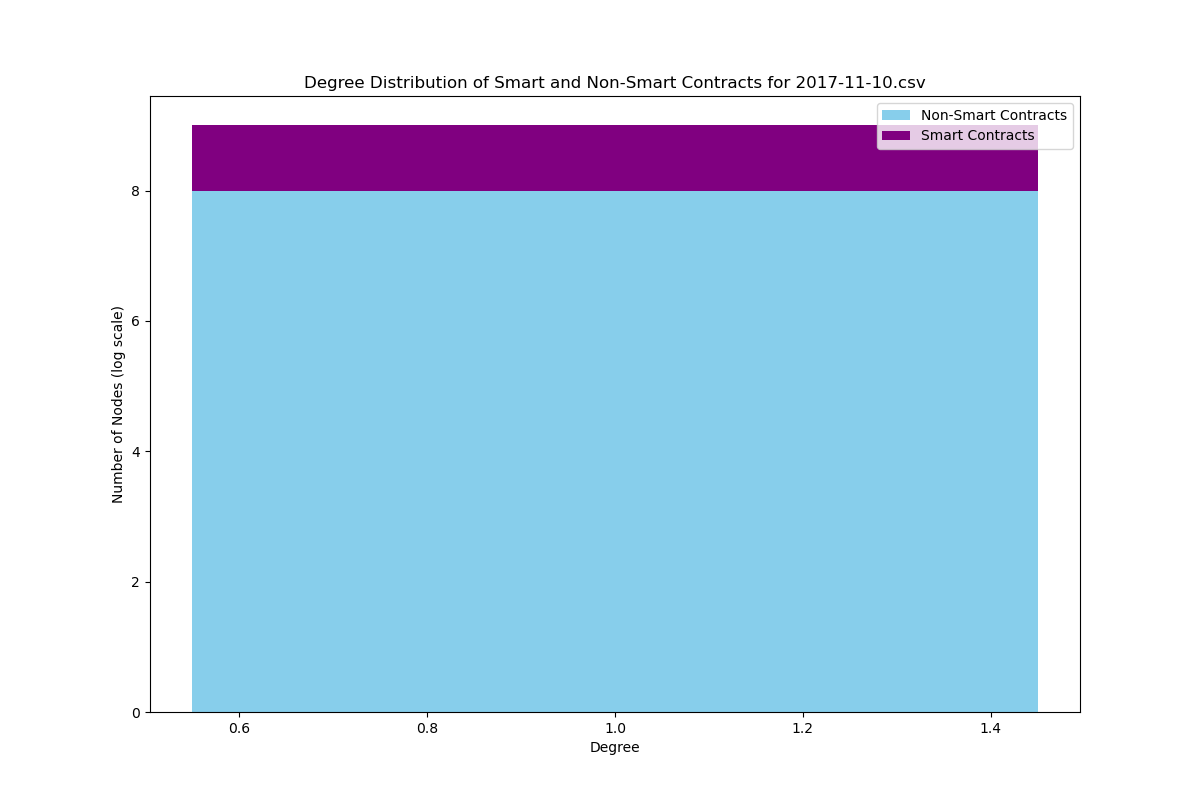 Degree Distribution of Smart and Non-Smart Contracts for 2017-11-10.csv
Non-Smart Contracts
Smart Contracts
8
6
4
2
0
Number of Nodes (log scale)
0.6 0.8 1.0 1.2 1.4
Degree